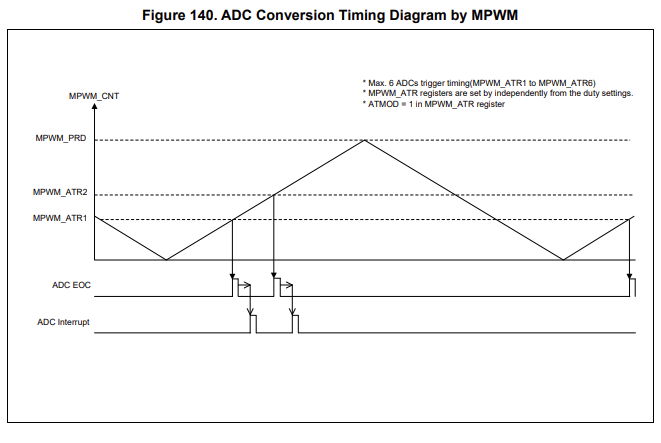 Figure 140. ADC Conversion Timing Diagram by MPWM
* Max. 6 ADCs trigger timing(MPWM_ATR1 to MPWM_ATR6)
* MPWM_ATR registers are set by independently from the duty settings.
* ATMOD = 1 in MPWM_ATR register
MPWM_CNT
MPWM_PRD
MPWM_ATR2
MPWM_ATR1
ADC EOC
ADC Interrupt